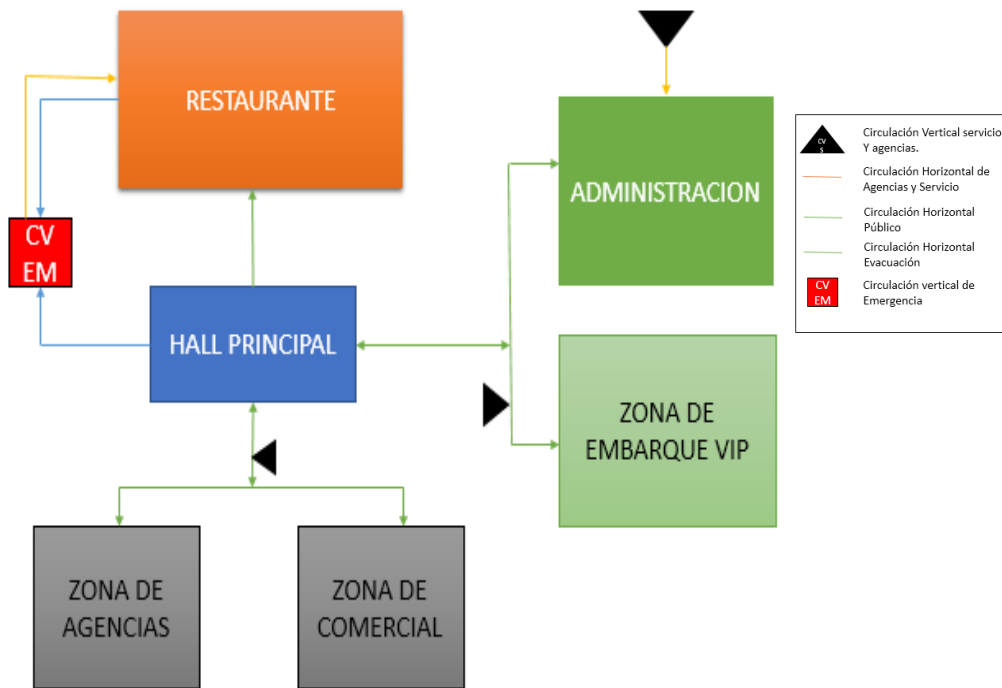 RESTAURANTE
ADMINISTRACION
CV
EM
HALL PRINCIPAL
ZONA DE
EMBARQUE VIP
ZONA DE
AGENCIAS
ZONA DE
COMERCIAL
CV
S
Circulación Vertical servicio
Y agencias.
Circulación Horizontal de
Agencias y Servicio
Circulación Horizontal
Público
Circulación Horizontal
Evacuación
CV
EM
Circulación vertical de
Emergencia